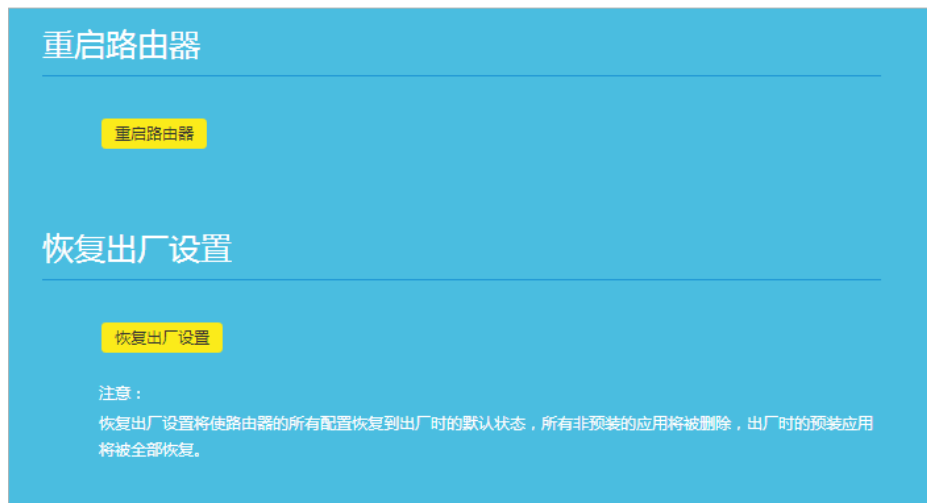 重启路由器
重启路由器
恢复出厂设置
恢复出厂设置
注意：
恢复出厂设置将使路由器的所有配置恢复到出厂时的默认状态，所有非预装的应用将被删除，出厂时的预装应用
将被全部恢复。